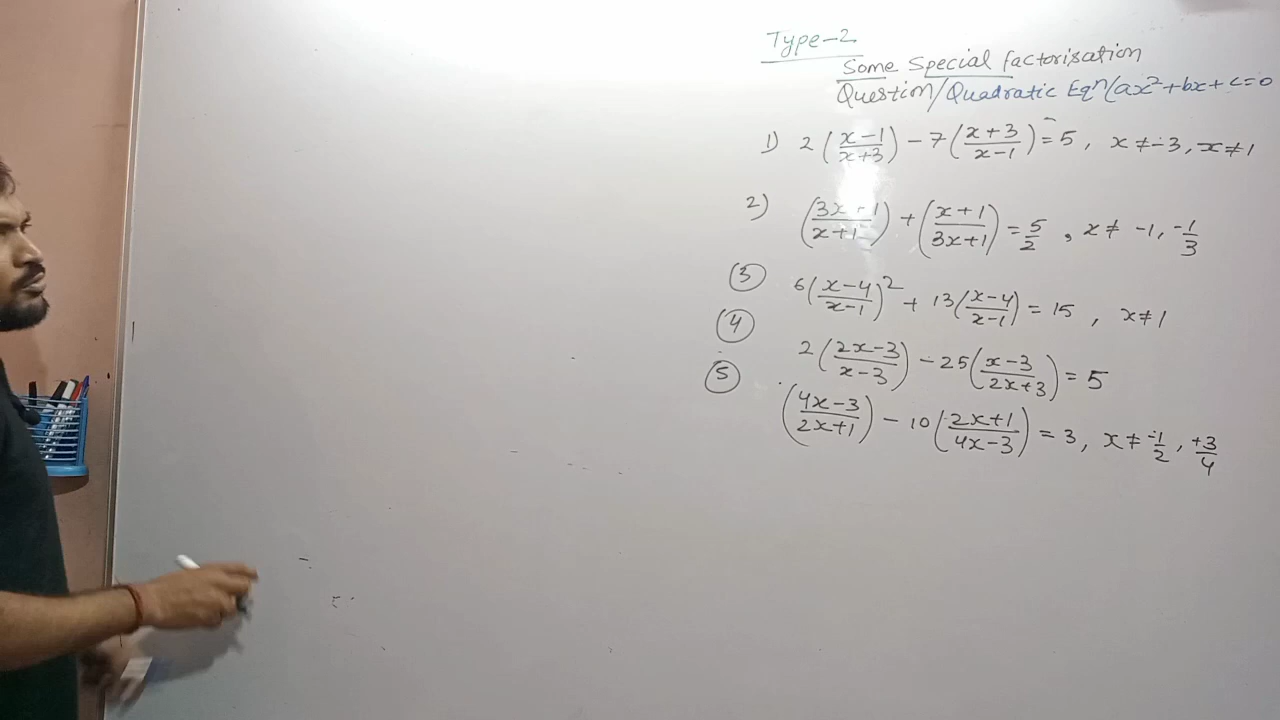 Type-2
Some Special factorisation
Question/Quadratic Eqⁿ(ax²+bx+c=0
1) 2((x-1)/(x+3)) - 7((x+3)/(x-1)) = 5, x≠-3, x≠1
2) ((3x+1)/(x+1)) + ((x+1)/(3x+1)) = 5/2, x≠ -1, -1/3
(3) 6((x-4)/(x-1))² + 13((x-4)/(x-1)) = 15, x≠1
(4) 2((2x-3)/(x-3)) - 25((x-3)/(2x+3)) = 5
(5) ((4x-3)/(2x+1)) - 10((2x+1)/(4x-3)) = 3, x≠ -1/2, +3/4